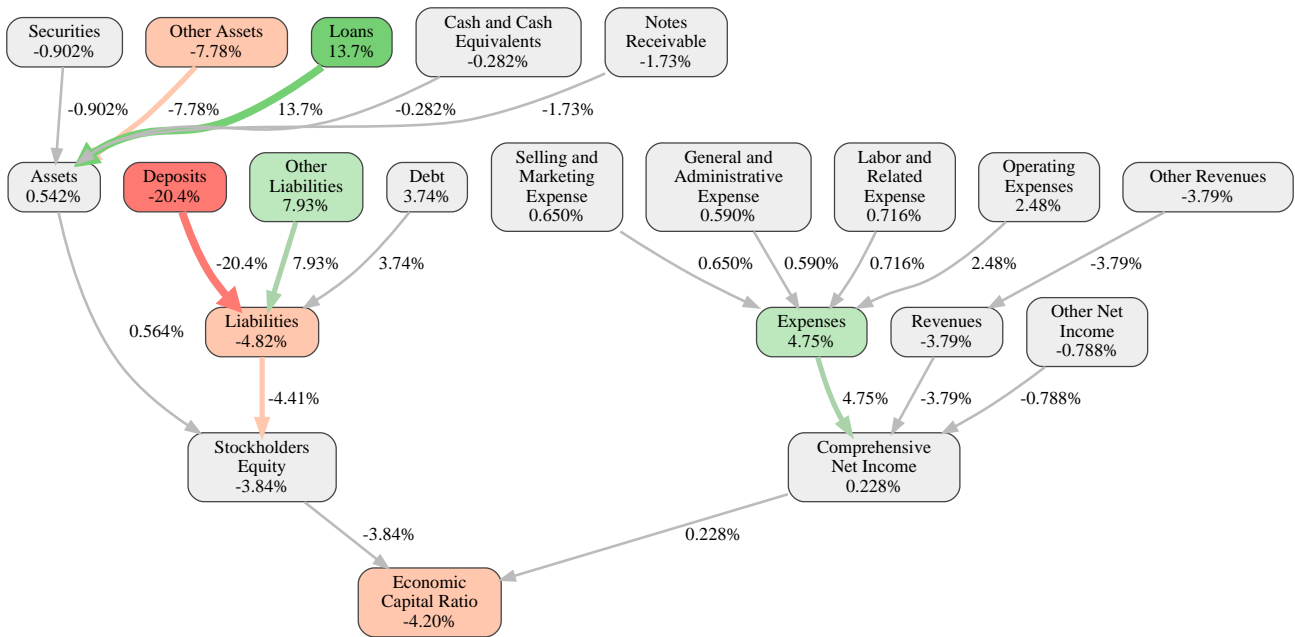 Securities
-0.902%
Other Assets
-7.78%
Loans
13.7%
Cash and Cash
Equivalents
-0.282%
Notes
Receivable
-1.73%
-0.902%
-7.78%
13.7%
-0.282%
-1.73%
Assets
0.542%
Deposits
-20.4%
Other
Liabilities
7.93%
Debt
3.74%
Selling and
Marketing
Expense
0.650%
General and
Administrative
Expense
0.590%
Labor and
Related
Expense
0.716%
Operating
Expenses
2.48%
Other Revenues
-3.79%
-20.4%
7.93%
3.74%
0.650%
0.590%
0.716%
2.48%
-3.79%
0.564%
Liabilities
-4.82%
Expenses
4.75%
Revenues
-3.79%
Other Net
Income
-0.788%
-4.41%
4.75%
-3.79%
-0.788%
Stockholders
Equity
-3.84%
Comprehensive
Net Income
0.228%
-3.84%
0.228%
Economic
Capital Ratio
-4.20%